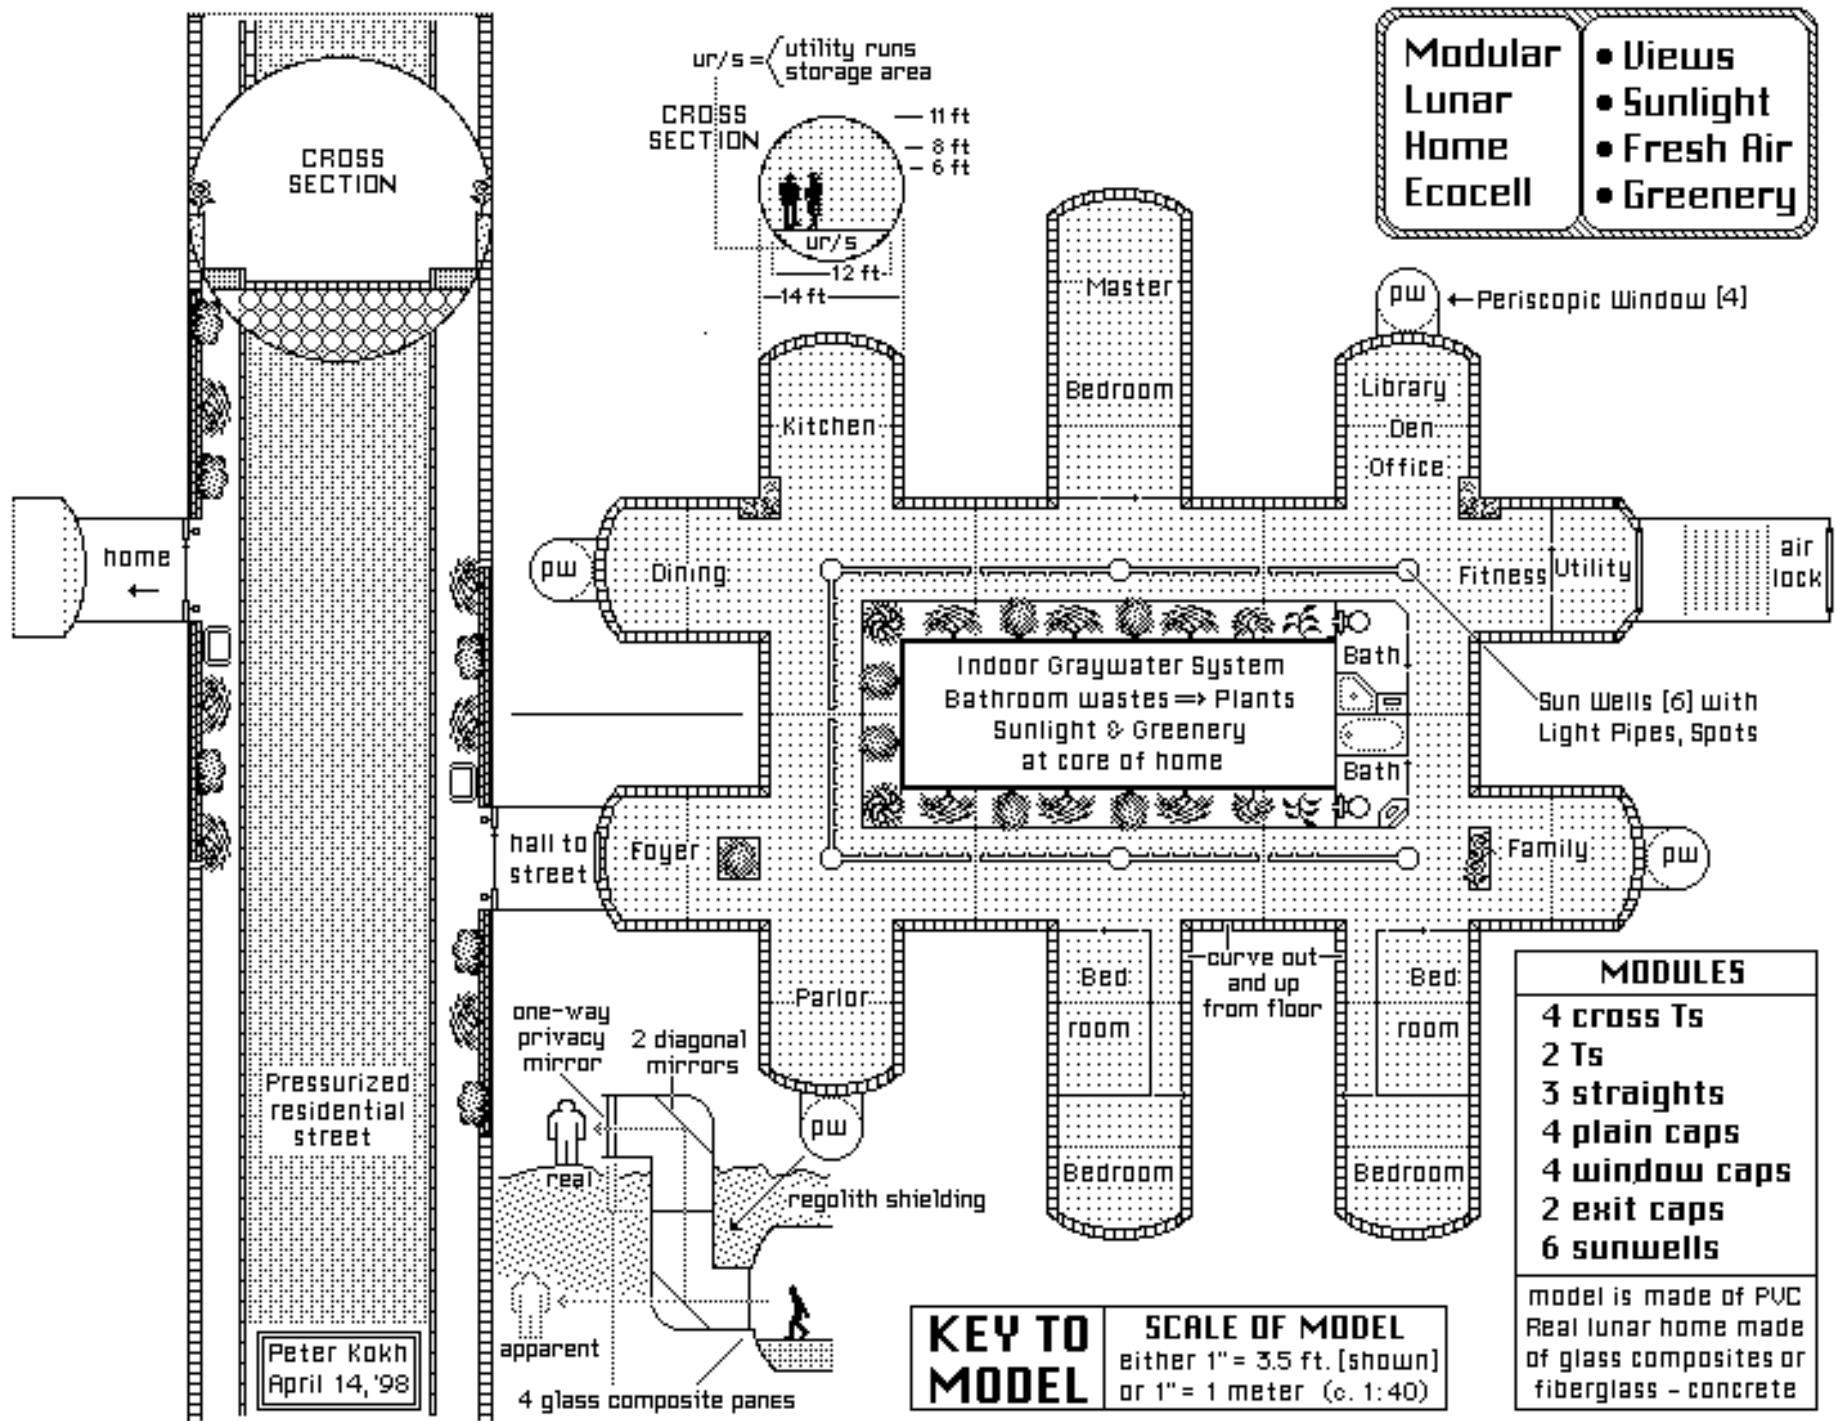 Modular
Lunar
Home
Ecocell
• Views
• Sunlight
• Fresh Air
• Greenery
ur/s = utility runs
storage area
CROSS
SECTION
11 ft
8 ft
6 ft
ur/s
12 ft
14 ft
CROSS
SECTION
Master
Bedroom
pw
Periscopic Window [4]
Kitchen
Library
Den
Office
home
pw
Dining
Fitness
Utility
air
lock
Indoor Graywater System
Bathroom wastes => Plants
Sunlight & Greenery
at core of home
Bath
Bath
Sun Wells [6] with
Light Pipes, Spots
hall to
street
Foyer
Family
pw
Parlor
Bed
room
curve out
and up
from floor
Bed
room
Bedroom
Bedroom
pw
one-way
privacy
mirror
2 diagonal
mirrors
real
regolith shielding
apparent
4 glass composite panes
Pressurized
residential
street
Peter Kokh
April 14, '98
MODULES
4 cross Ts
2 Ts
3 straights
4 plain caps
4 window caps
2 exit caps
6 sunwells
model is made of PVC
Real lunar home made
of glass composites or
fiberglass - concrete
KEY TO
MODEL
SCALE OF MODEL
either 1" = 3.5 ft. [shown]
or 1" = 1 meter (c. 1:40)